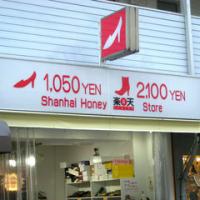 1,050 YEN 2,100 YEN
Shanhai Honey 楽天 Store